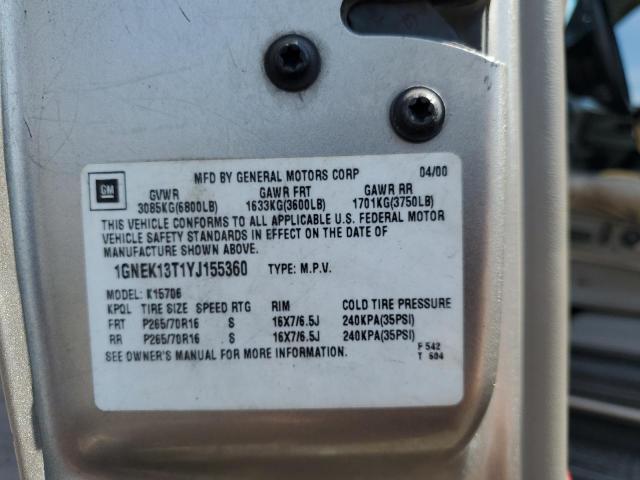 MFD BY GENERAL MOTORS CORP 04/00
GM
GVWR GAWR FRT GAWR RR
3085KG(6800LB) 1633KG(3600LB) 1701KG(3750LB)
THIS VEHICLE CONFORMS TO ALL APPLICABLE U.S. FEDERAL MOTOR
VEHICLE SAFETY STANDARDS IN EFFECT ON THE DATE OF
MANUFACTURE SHOWN ABOVE.
1GNEK13T1YJ155360 TYPE: M.P.V.
MODEL: K15706
KPQL TIRE SIZE SPEED RTG RIM COLD TIRE PRESSURE
FRT P265/70R16 S 16X7/6.5J 240KPA(35PSI)
RR P265/70R16 S 16X7/6.5J 240KPA(35PSI)
SEE OWNER'S MANUAL FOR MORE INFORMATION. F 542
T 504